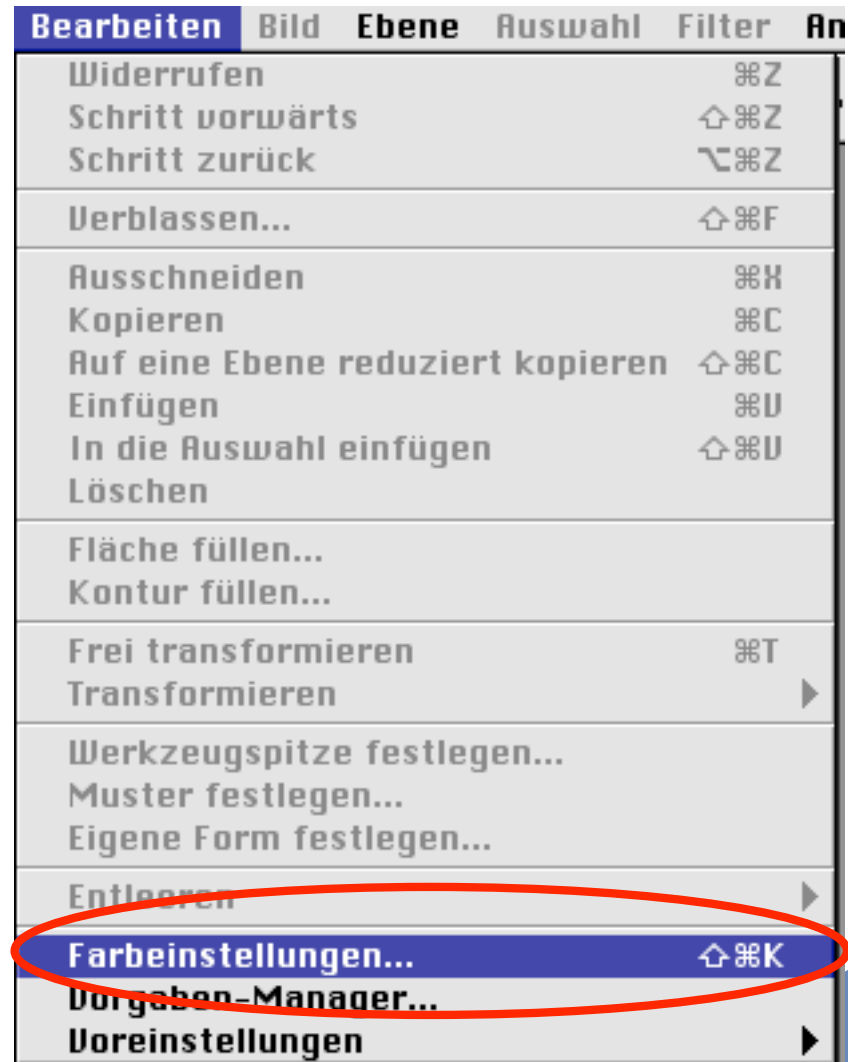 Bearbeiten Bild Ebene Auswahl Filter An
Widerrufen ⌘Z
Schritt vorwärts ⇧⌘Z
Schritt zurück ⌥⌘Z
Verblassen... ⇧⌘F
Ausschneiden ⌘X
Kopieren ⌘C
Auf eine Ebene reduziert kopieren ⇧⌘C
Einfügen ⌘V
In die Auswahl einfügen ⇧⌘V
Löschen
Fläche füllen...
Kontur füllen...
Frei transformieren ⌘T
Transformieren
Werkzeugspitze festlegen...
Muster festlegen...
Eigene Form festlegen...
Entleeren
Farbeinstellungen... ⇧⌘K
Vorgaben-Manager...
Voreinstellungen